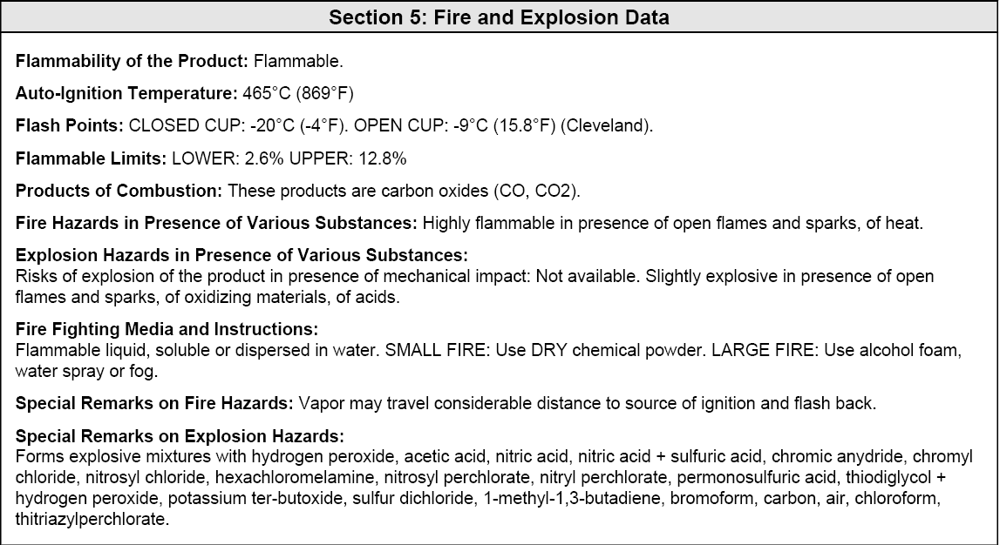 Section 5: Fire and Explosion Data
Flammability of the Product: Flammable.
Auto-Ignition Temperature: 465°C (869°F)
Flash Points: CLOSED CUP: -20°C (-4°F). OPEN CUP: -9°C (15.8°F) (Cleveland).
Flammable Limits: LOWER: 2.6% UPPER: 12.8%
Products of Combustion: These products are carbon oxides (CO, CO2).
Fire Hazards in Presence of Various Substances: Highly flammable in presence of open flames and sparks, of heat.
Explosion Hazards in Presence of Various Substances:
Risks of explosion of the product in presence of mechanical impact: Not available. Slightly explosive in presence of open
flames and sparks, of oxidizing materials, of acids.
Fire Fighting Media and Instructions:
Flammable liquid, soluble or dispersed in water. SMALL FIRE: Use DRY chemical powder. LARGE FIRE: Use alcohol foam,
water spray or fog.
Special Remarks on Fire Hazards: Vapor may travel considerable distance to source of ignition and flash back.
Special Remarks on Explosion Hazards:
Forms explosive mixtures with hydrogen peroxide, acetic acid, nitric acid, nitric acid + sulfuric acid, chromic anydride, chromyl
chloride, nitrosyl chloride, hexachloromelamine, nitrosyl perchlorate, nitryl perchlorate, permonosulfuric acid, thiodiglycol +
hydrogen peroxide, potassium ter-butoxide, sulfur dichloride, 1-methyl-1,3-butadiene, bromoform, carbon, air, chloroform,
thitriazylperchlorate.